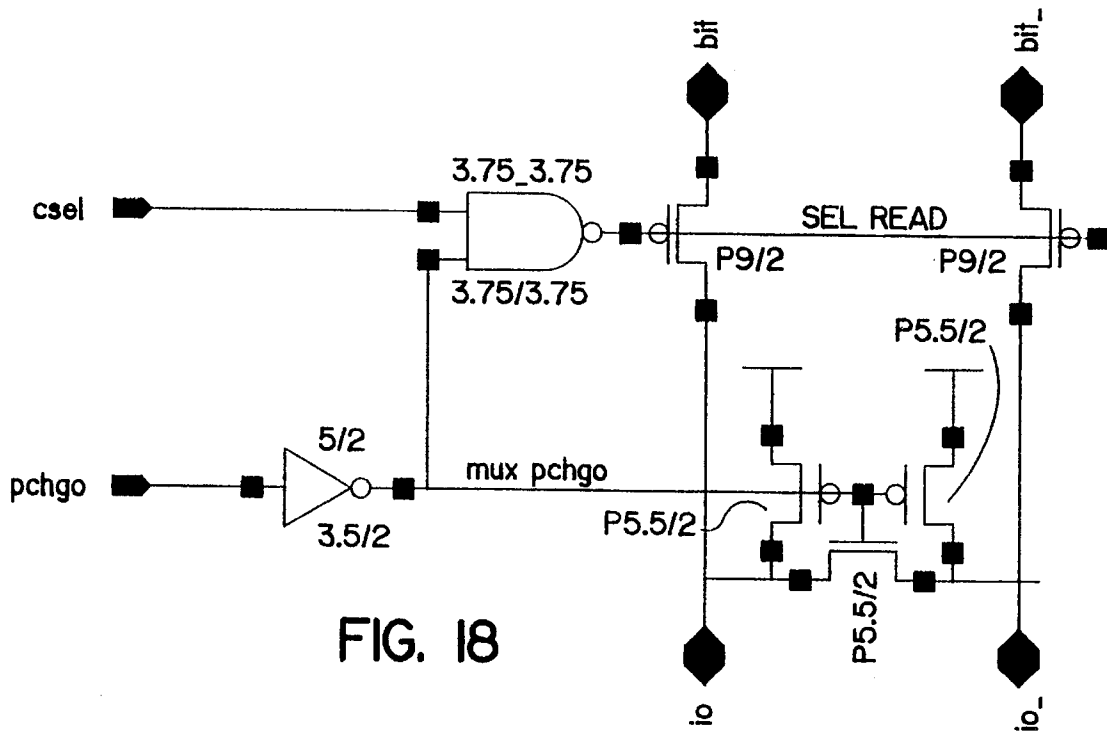 bit
bit_
csel
3.75_3.75
3.75/3.75
SEL READ
P9/2
P9/2
P5.5/2
pchgo
5/2
3.5/2
mux pchgo
P5.5/2
P5.5/2
FIG. 18
io
io_